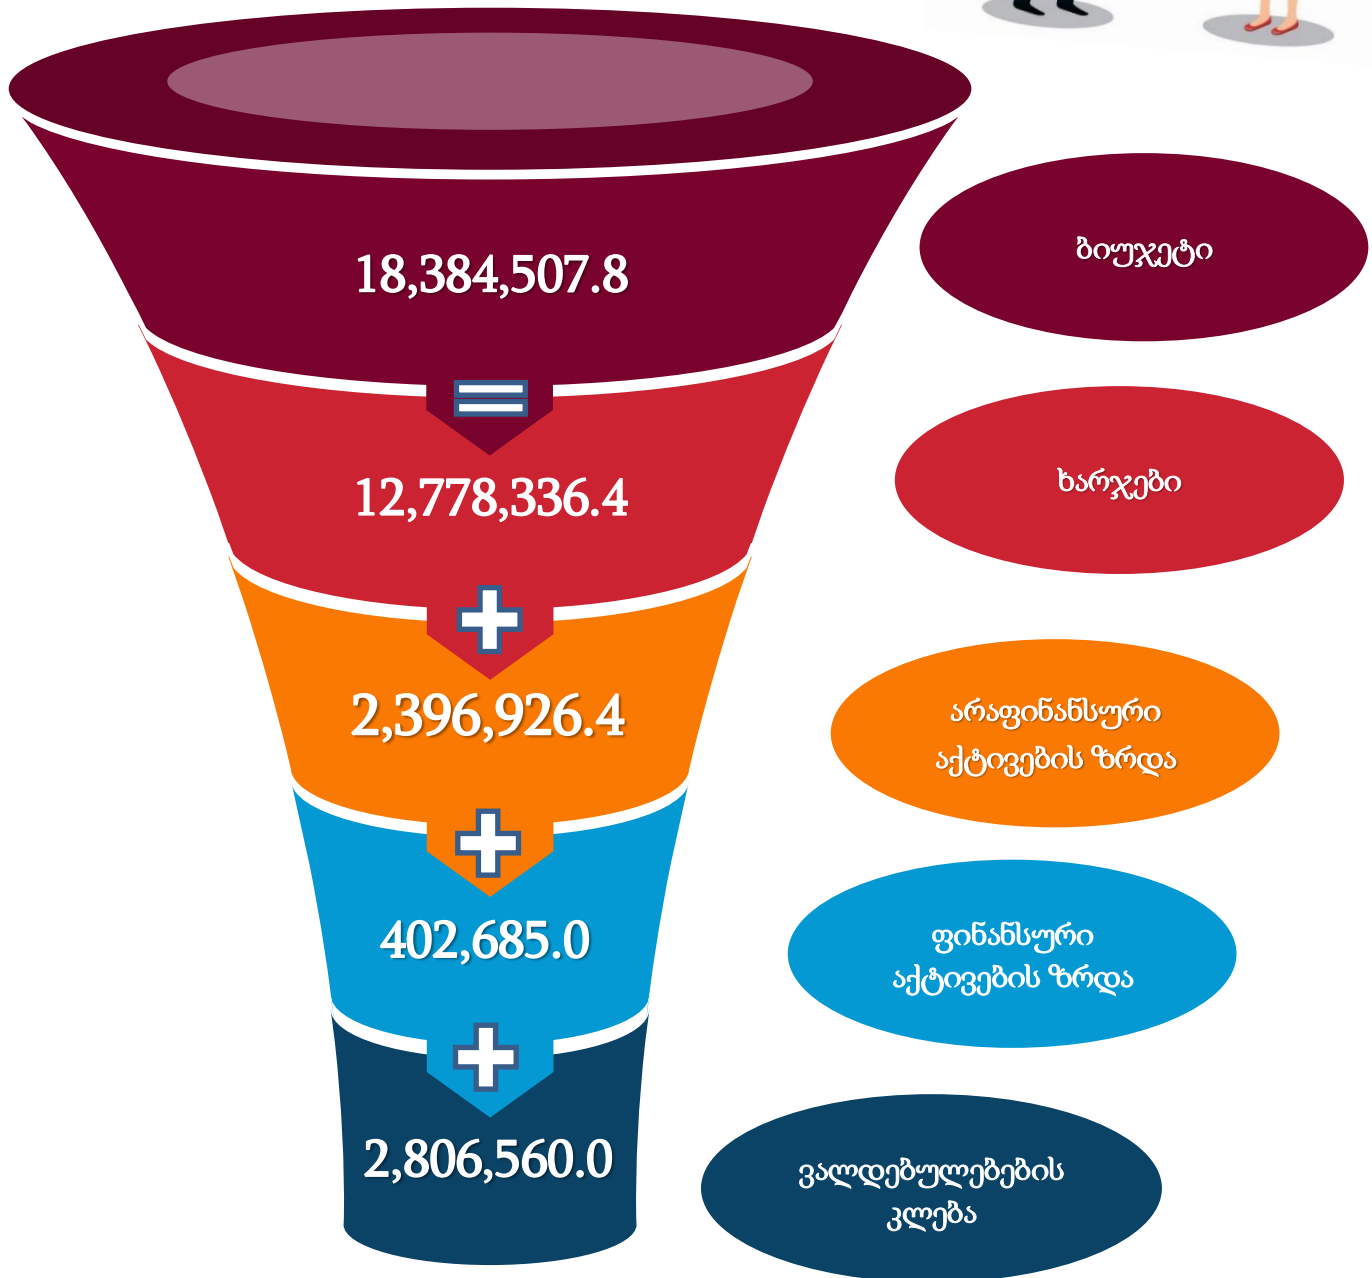 18,384,507.8
ბიუჯეტი
12,778,336.4
ხარჯები
2,396,926.4
არაფინანსური
აქტივების ზრდა
402,685.0
ფინანსური
აქტივების ზრდა
2,806,560.0
ვალდებულებების
კლება